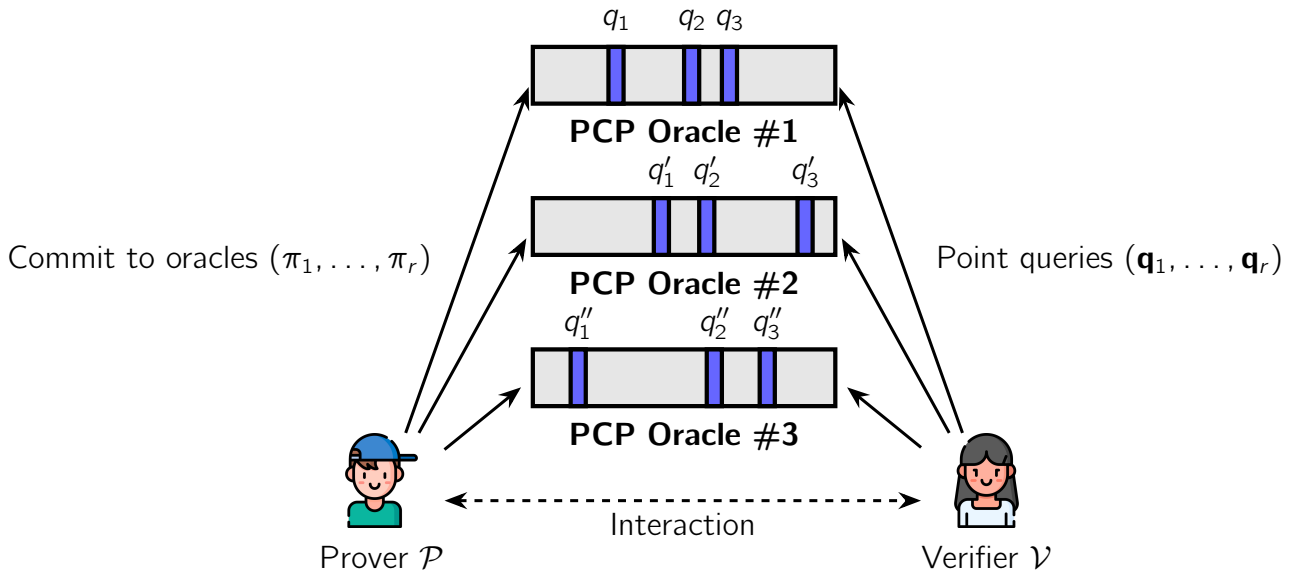 q₁ q₂ q₃
PCP Oracle #1
q′₁ q′₂ q′₃
Commit to oracles (π₁, . . . , πᵣ)
Point queries (𝐪₁, . . . , 𝐪ᵣ)
PCP Oracle #2
q″₁ q″₂ q″₃
PCP Oracle #3
Interaction
Prover 𝒫
Verifier 𝒱